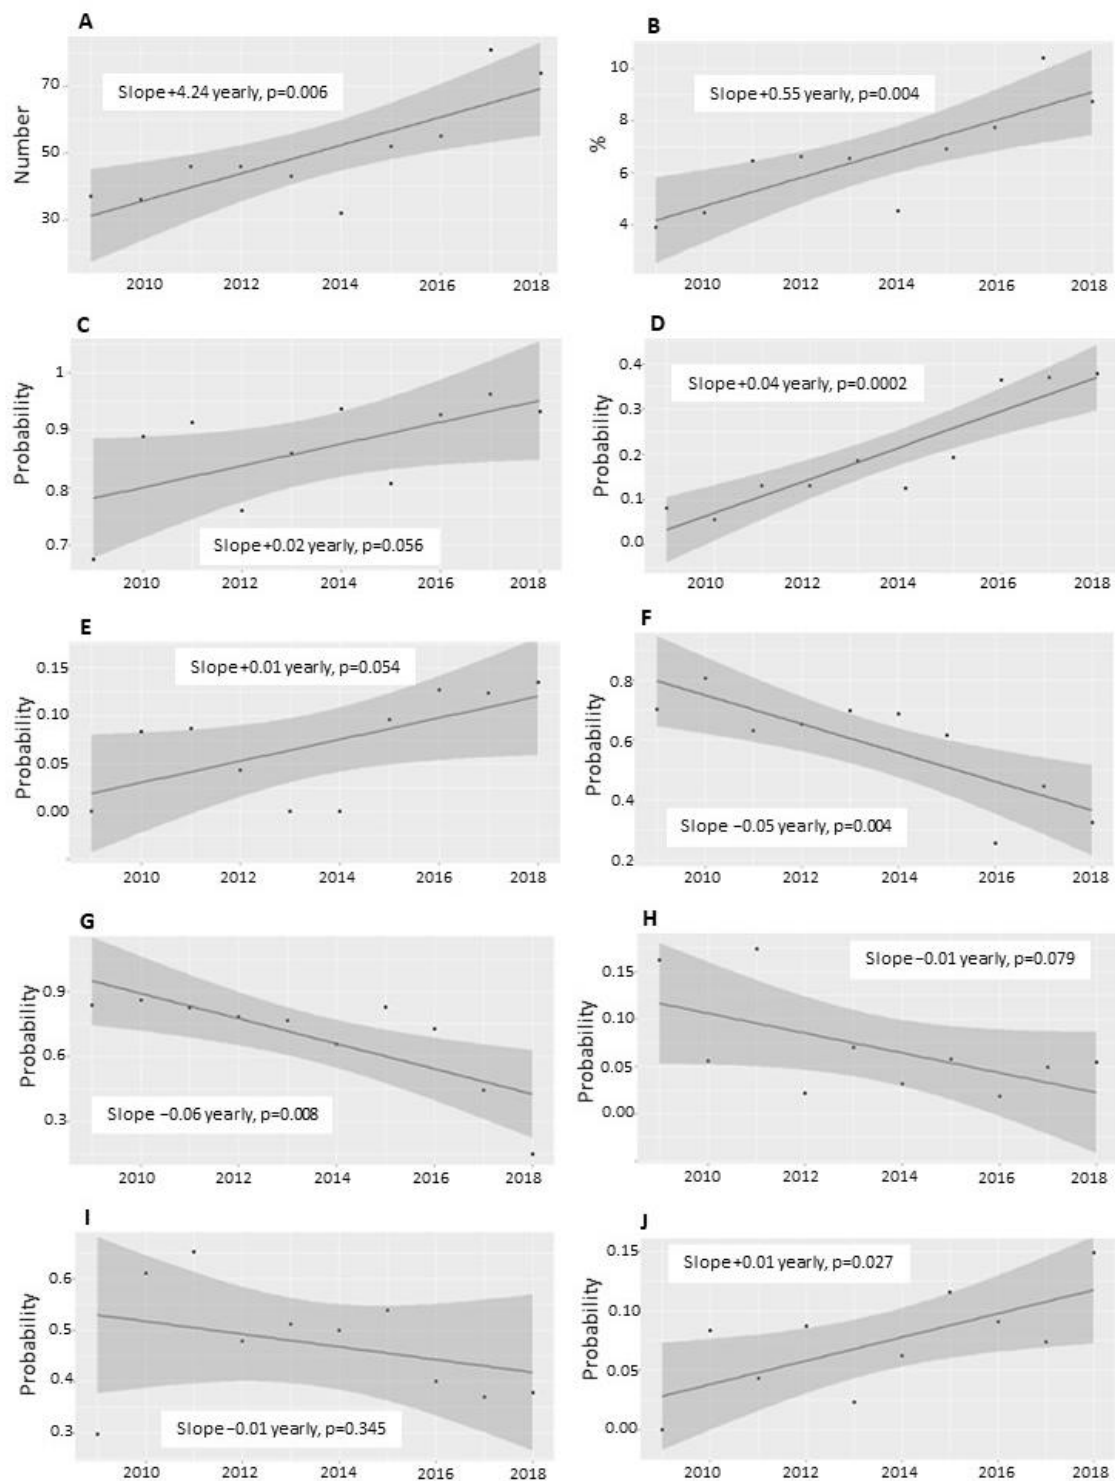 A
Number
70
50
30
Slope +4.24 yearly, p=0.006
2010 2012 2014 2016 2018
B
%
10
8
6
4
Slope +0.55 yearly, p=0.004
2010 2012 2014 2016 2018
C
Probability
1
0.9
0.8
0.7
Slope +0.02 yearly, p=0.056
2010 2012 2014 2016 2018
D
Probability
0.4
0.3
0.2
0.1
0.0
Slope +0.04 yearly, p=0.0002
2010 2012 2014 2016 2018
E
Probability
0.15
0.10
0.05
0.00
Slope +0.01 yearly, p=0.054
2010 2012 2014 2016 2018
F
Probability
0.8
0.6
0.4
0.2
Slope −0.05 yearly, p=0.004
2010 2012 2014 2016 2018
G
Probability
0.9
0.6
0.3
Slope −0.06 yearly, p=0.008
2010 2012 2014 2016 2018
H
Probability
0.15
0.10
0.05
0.00
Slope −0.01 yearly, p=0.079
2010 2012 2014 2016 2018
I
Probability
0.6
0.5
0.4
0.3
Slope −0.01 yearly, p=0.345
2010 2012 2014 2016 2018
J
Probability
0.15
0.10
0.05
0.00
Slope +0.01 yearly, p=0.027
2010 2012 2014 2016 2018